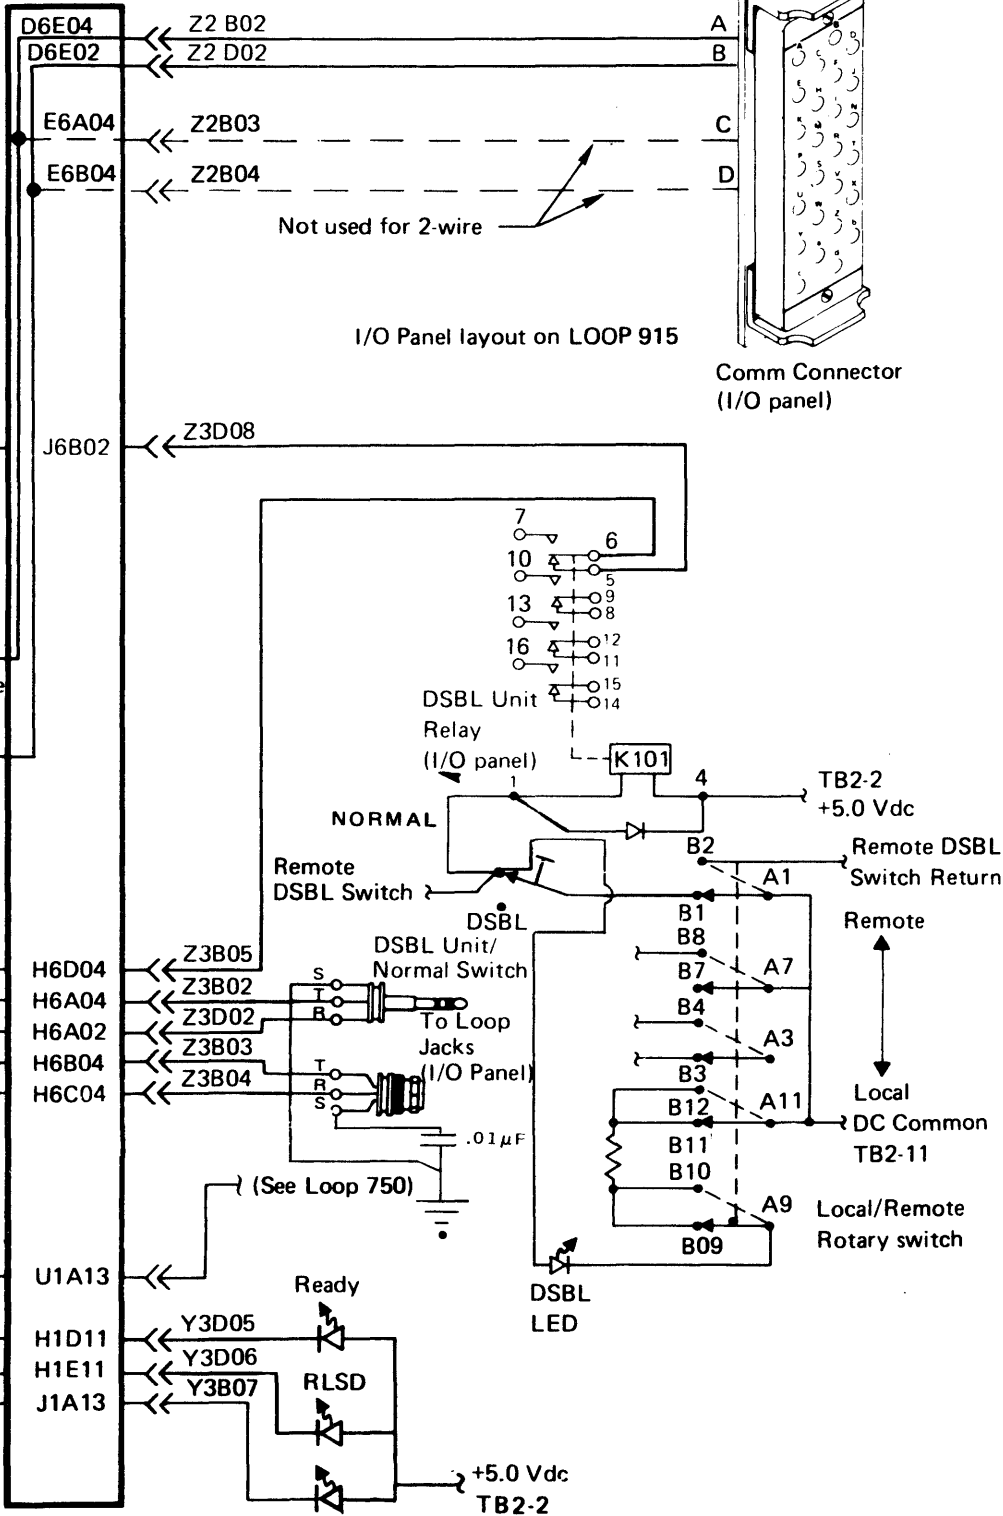 D6E04 Z2 B02 A
D6E02 Z2 D02 B
E6A04 Z2B03 C
E6B04 Z2B04 D
Not used for 2-wire
I/O Panel layout on LOOP 915
Comm Connector
(I/O panel)
J6B02 Z3D08
7
6
10
5
9
13
8
12
16
11
15
14
DSBL Unit
Relay
(I/O panel)
K101
1
4
TB2-2
+5.0 Vdc
NORMAL
B2
Remote DSBL
Switch Return
Remote
DSBL Switch
A1
B1
DSBL
Remote
B8
DSBL Unit/
Normal Switch
A7
B7
H6D04 Z3B05
S
H6A04 Z3B02
T
B4
H6A02 Z3D02
R
To Loop
Jacks
(I/O Panel)
A3
H6B04 Z3B03
T
B3
H6C04 Z3B04
R
S
Local
B12
A11
DC Common
TB2-11
.01µF
B11
B10
(See Loop 750)
A9
Local/Remote
Rotary switch
B09
U1A13
DSBL
LED
Ready
H1D11 Y3D05
H1E11 Y3D06
RLSD
J1A13 Y3B07
+5.0 Vdc
TB2-2